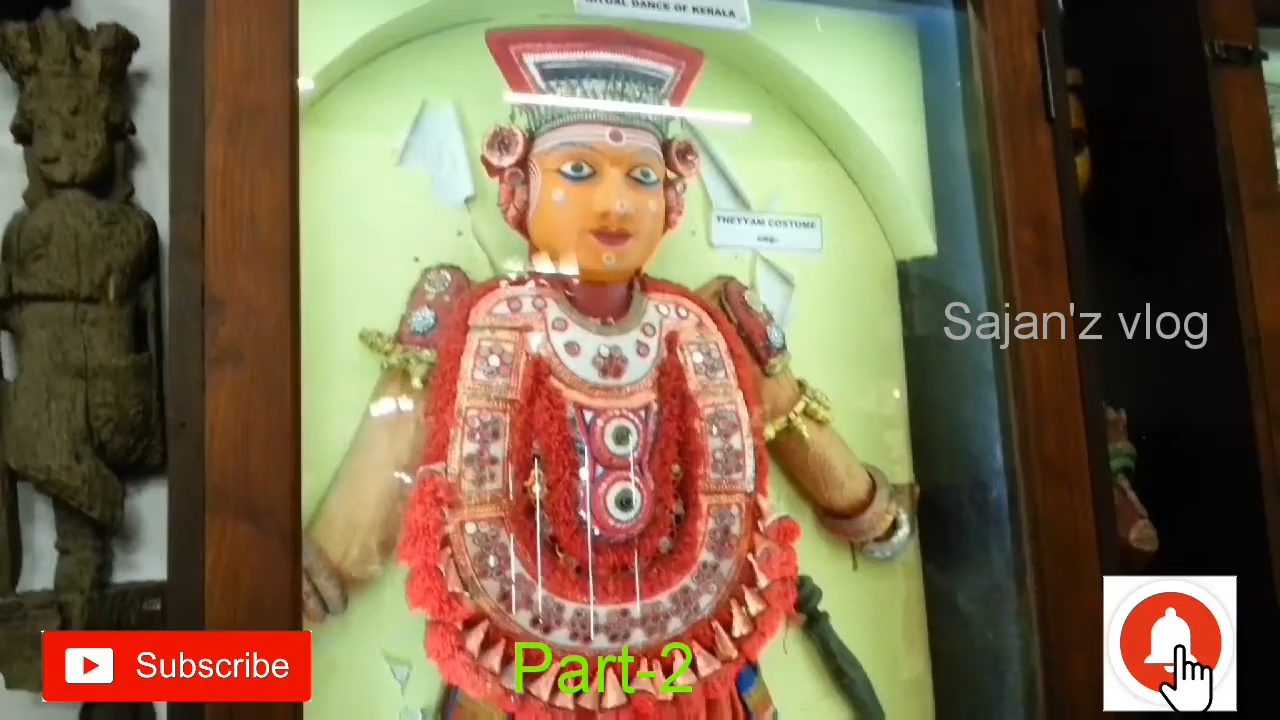 RITUAL DANCE OF KERALA
THEYYAM COSTUME
Sajan'z vlog
Subscribe
Part-2